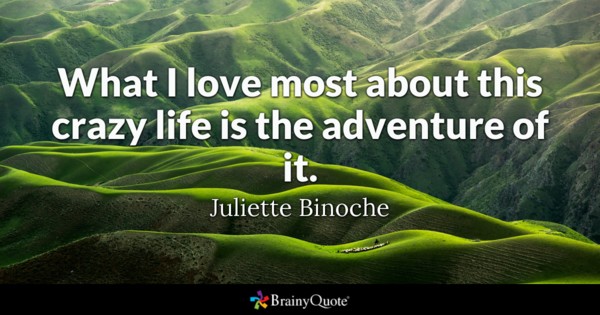 What I love most about this
crazy life is the adventure of
it.
Juliette Binoche
BrainyQuote®